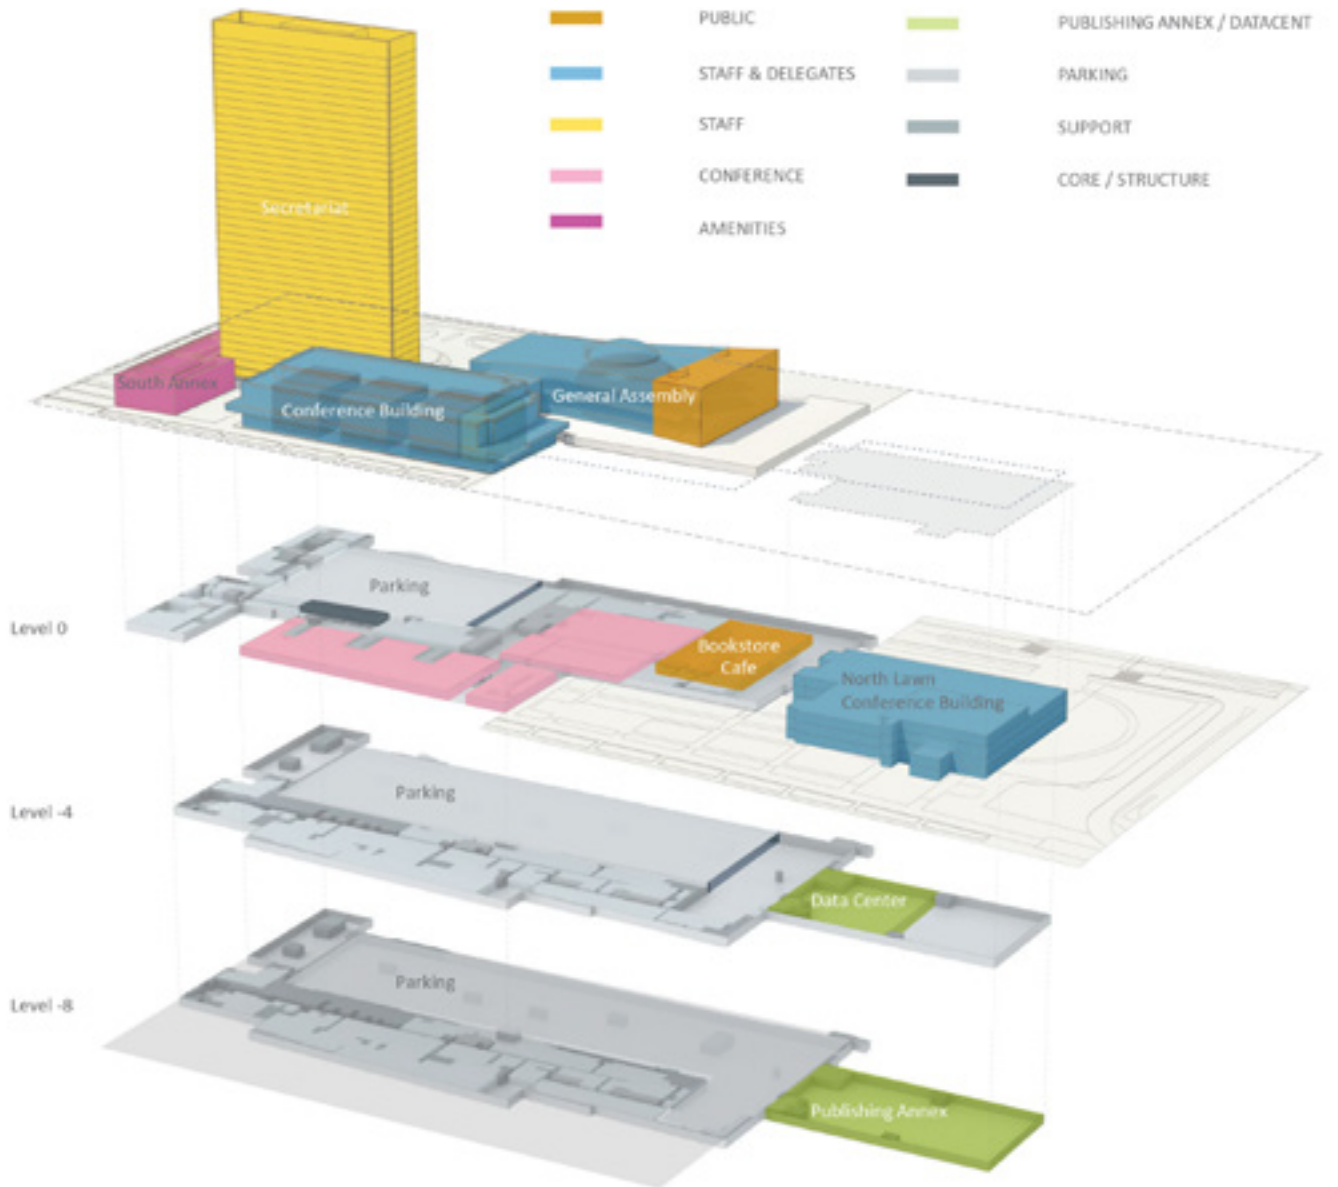 PUBLIC
PUBLISHING ANNEX / DATACENT
STAFF & DELEGATES
PARKING
STAFF
SUPPORT
CONFERENCE
CORE / STRUCTURE
AMENITIES
Secretariat
South Annex
Conference Building
General Assembly
Level 0
Parking
Bookstore
Cafe
North Lawn
Conference Building
Level -4
Parking
Data Center
Level -8
Parking
Publishing Annex